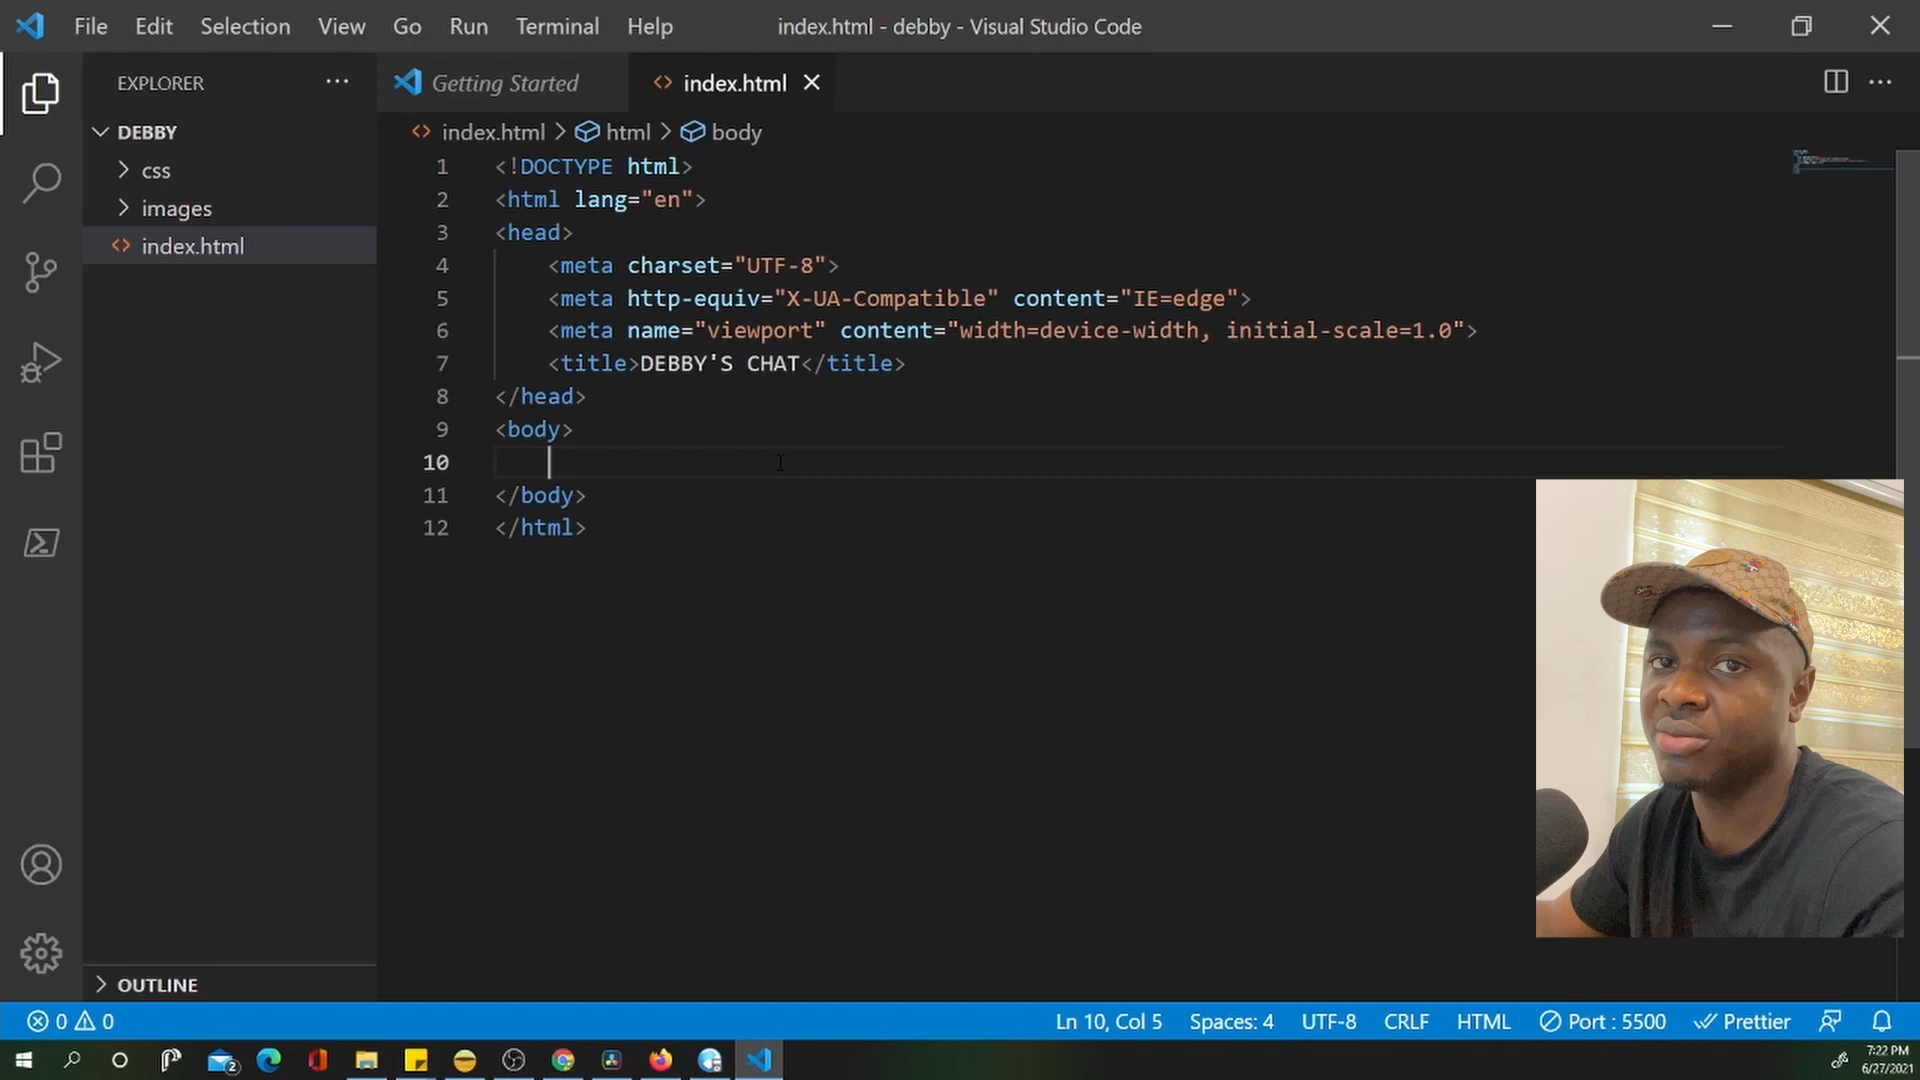 File Edit Selection View Go Run Terminal Help index.html - debby - Visual Studio Code
EXPLORER
Getting Started
index.html
DEBBY
css
images
index.html
OUTLINE
index.html > html > body
1 <!DOCTYPE html>
2 <html lang="en">
3 <head>
4 <meta charset="UTF-8">
5 <meta http-equiv="X-UA-Compatible" content="IE=edge">
6 <meta name="viewport" content="width=device-width, initial-scale=1.0">
7 <title>DEBBY'S CHAT</title>
8 </head>
9 <body>
10
11 </body>
12 </html>
0 0 Ln 10, Col 5 Spaces: 4 UTF-8 CRLF HTML Port : 5500 Prettier
2
7:22 PM
6/27/2021